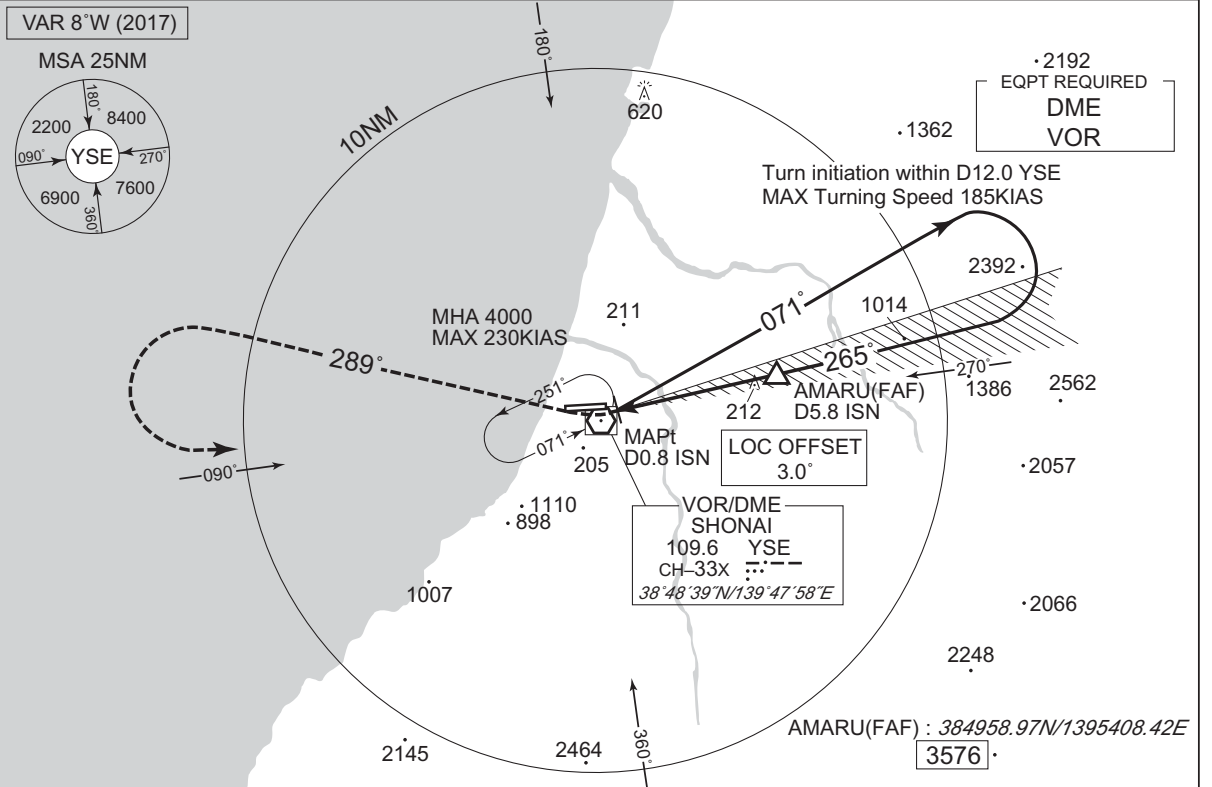 VAR 8°W (2017)
MSA 25NM
180°
2200
8400
090°
YSE
270°
6900
7600
360°
180°
10NM
620
2192
EQPT REQUIRED
DME
VOR
1362
Turn initiation within D12.0 YSE
MAX Turning Speed 185KIAS
2392
071°
1014
211
MHA 4000
MAX 230KIAS
289°
265°
270°
1386
2562
251°
AMARU(FAF)
D5.8 ISN
212
071°
MAPt
D0.8 ISN
205
LOC OFFSET
3.0°
2057
090°
1110
898
VOR/DME
SHONAI
109.6 YSE
CH–33X
38°48´39˝N/139°47´58˝E
1007
2066
2248
360°
AMARU(FAF) : 384958.97N/1395408.42E
2145
2464
3576